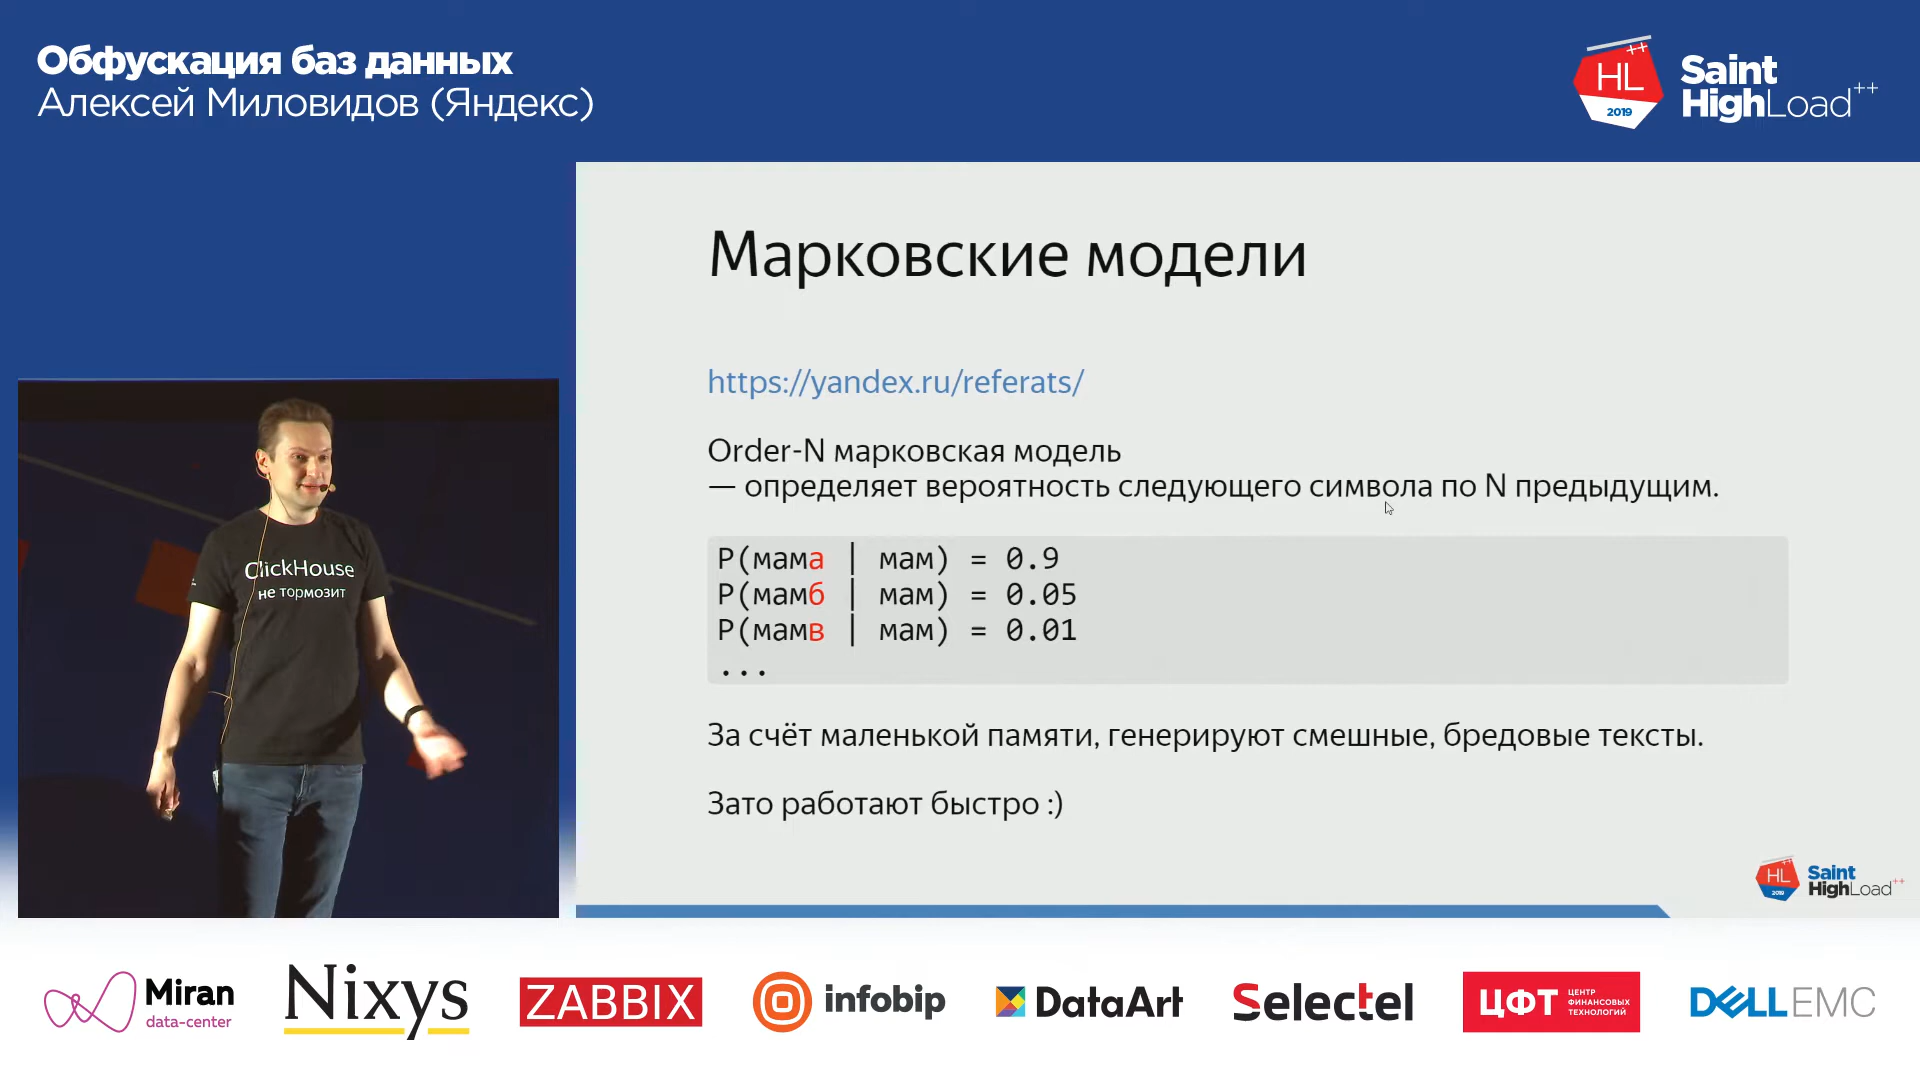 Обфускация баз данных
Алексей Миловидов (Яндекс)
HL ++
2019
Saint
HighLoad++
Марковские модели
https://yandex.ru/referats/
Order-N марковская модель
— определяет вероятность следующего символа по N предыдущим.
P(мама | мам) = 0.9
P(мамб | мам) = 0.05
P(мамв | мам) = 0.01
...
За счёт маленькой памяти, генерируют смешные, бредовые тексты.
Зато работают быстро :)
ClickHouse
не тормозит
HL
2019
Saint
HighLoad++
Miran
data-center
Nixys
ZABBIX
infobip
DataArt
Selectel
ЦФТ
ЦЕНТР
ФИНАНСОВЫХ
ТЕХНОЛОГИЙ
DELLEMC